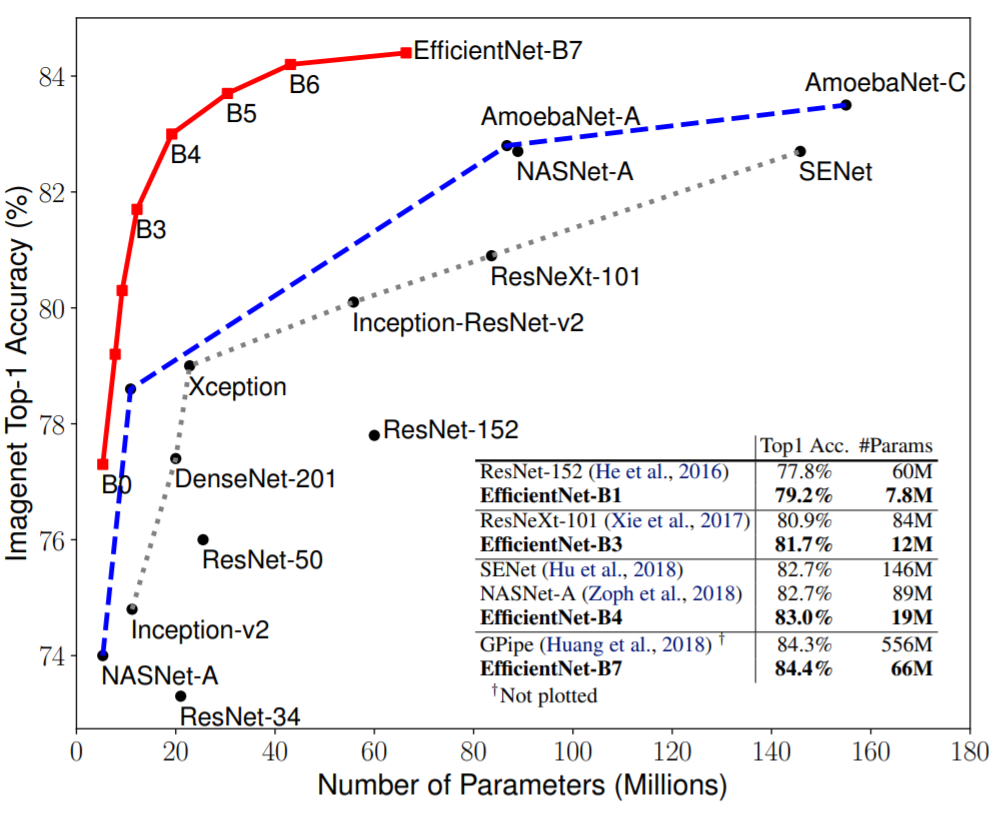 EfficientNet-B7
84
AmoebaNet-C
B6
B5
AmoebaNet-A
B4
NASNet-A
SENet
82
B3
ResNeXt-101
80
Inception-ResNet-v2
Xception
78
ResNet-152
B0
DenseNet-201
76
ResNet-50
Inception-v2
74
NASNet-A
ResNet-34
Imagenet Top-1 Accuracy (%)
Top1 Acc. #Params
ResNet-152 (He et al., 2016) 77.8% 60M
EfficientNet-B1 79.2% 7.8M
ResNeXt-101 (Xie et al., 2017) 80.9% 84M
EfficientNet-B3 81.7% 12M
SENet (Hu et al., 2018) 82.7% 146M
NASNet-A (Zoph et al., 2018) 82.7% 89M
EfficientNet-B4 83.0% 19M
GPipe (Huang et al., 2018) † 84.3% 556M
EfficientNet-B7 84.4% 66M
†Not plotted
0 20 40 60 80 100 120 140 160 180
Number of Parameters (Millions)